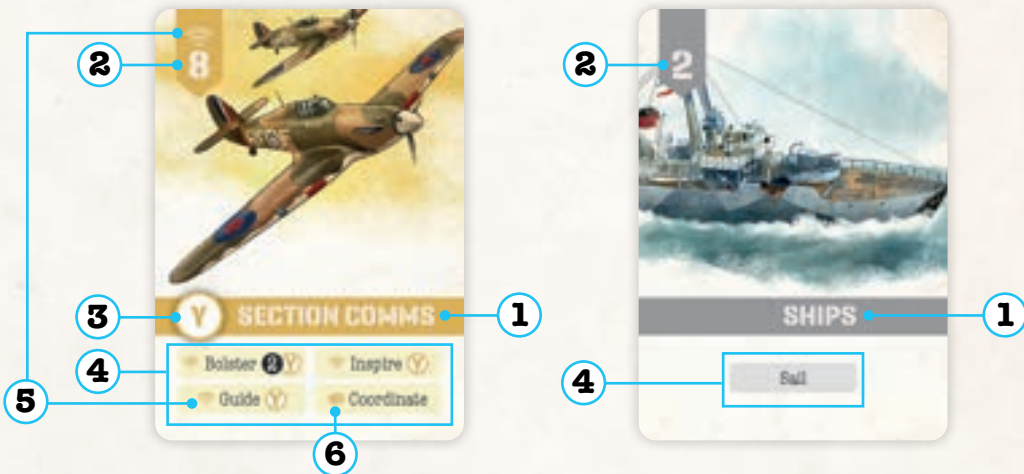 8
2
2
2
3
Y
SECTION COMMS
1
SHIPS
1
4
Bolster 2 Y
Inspire Y
5
Guide Y
Coordinate
4
Sail
6